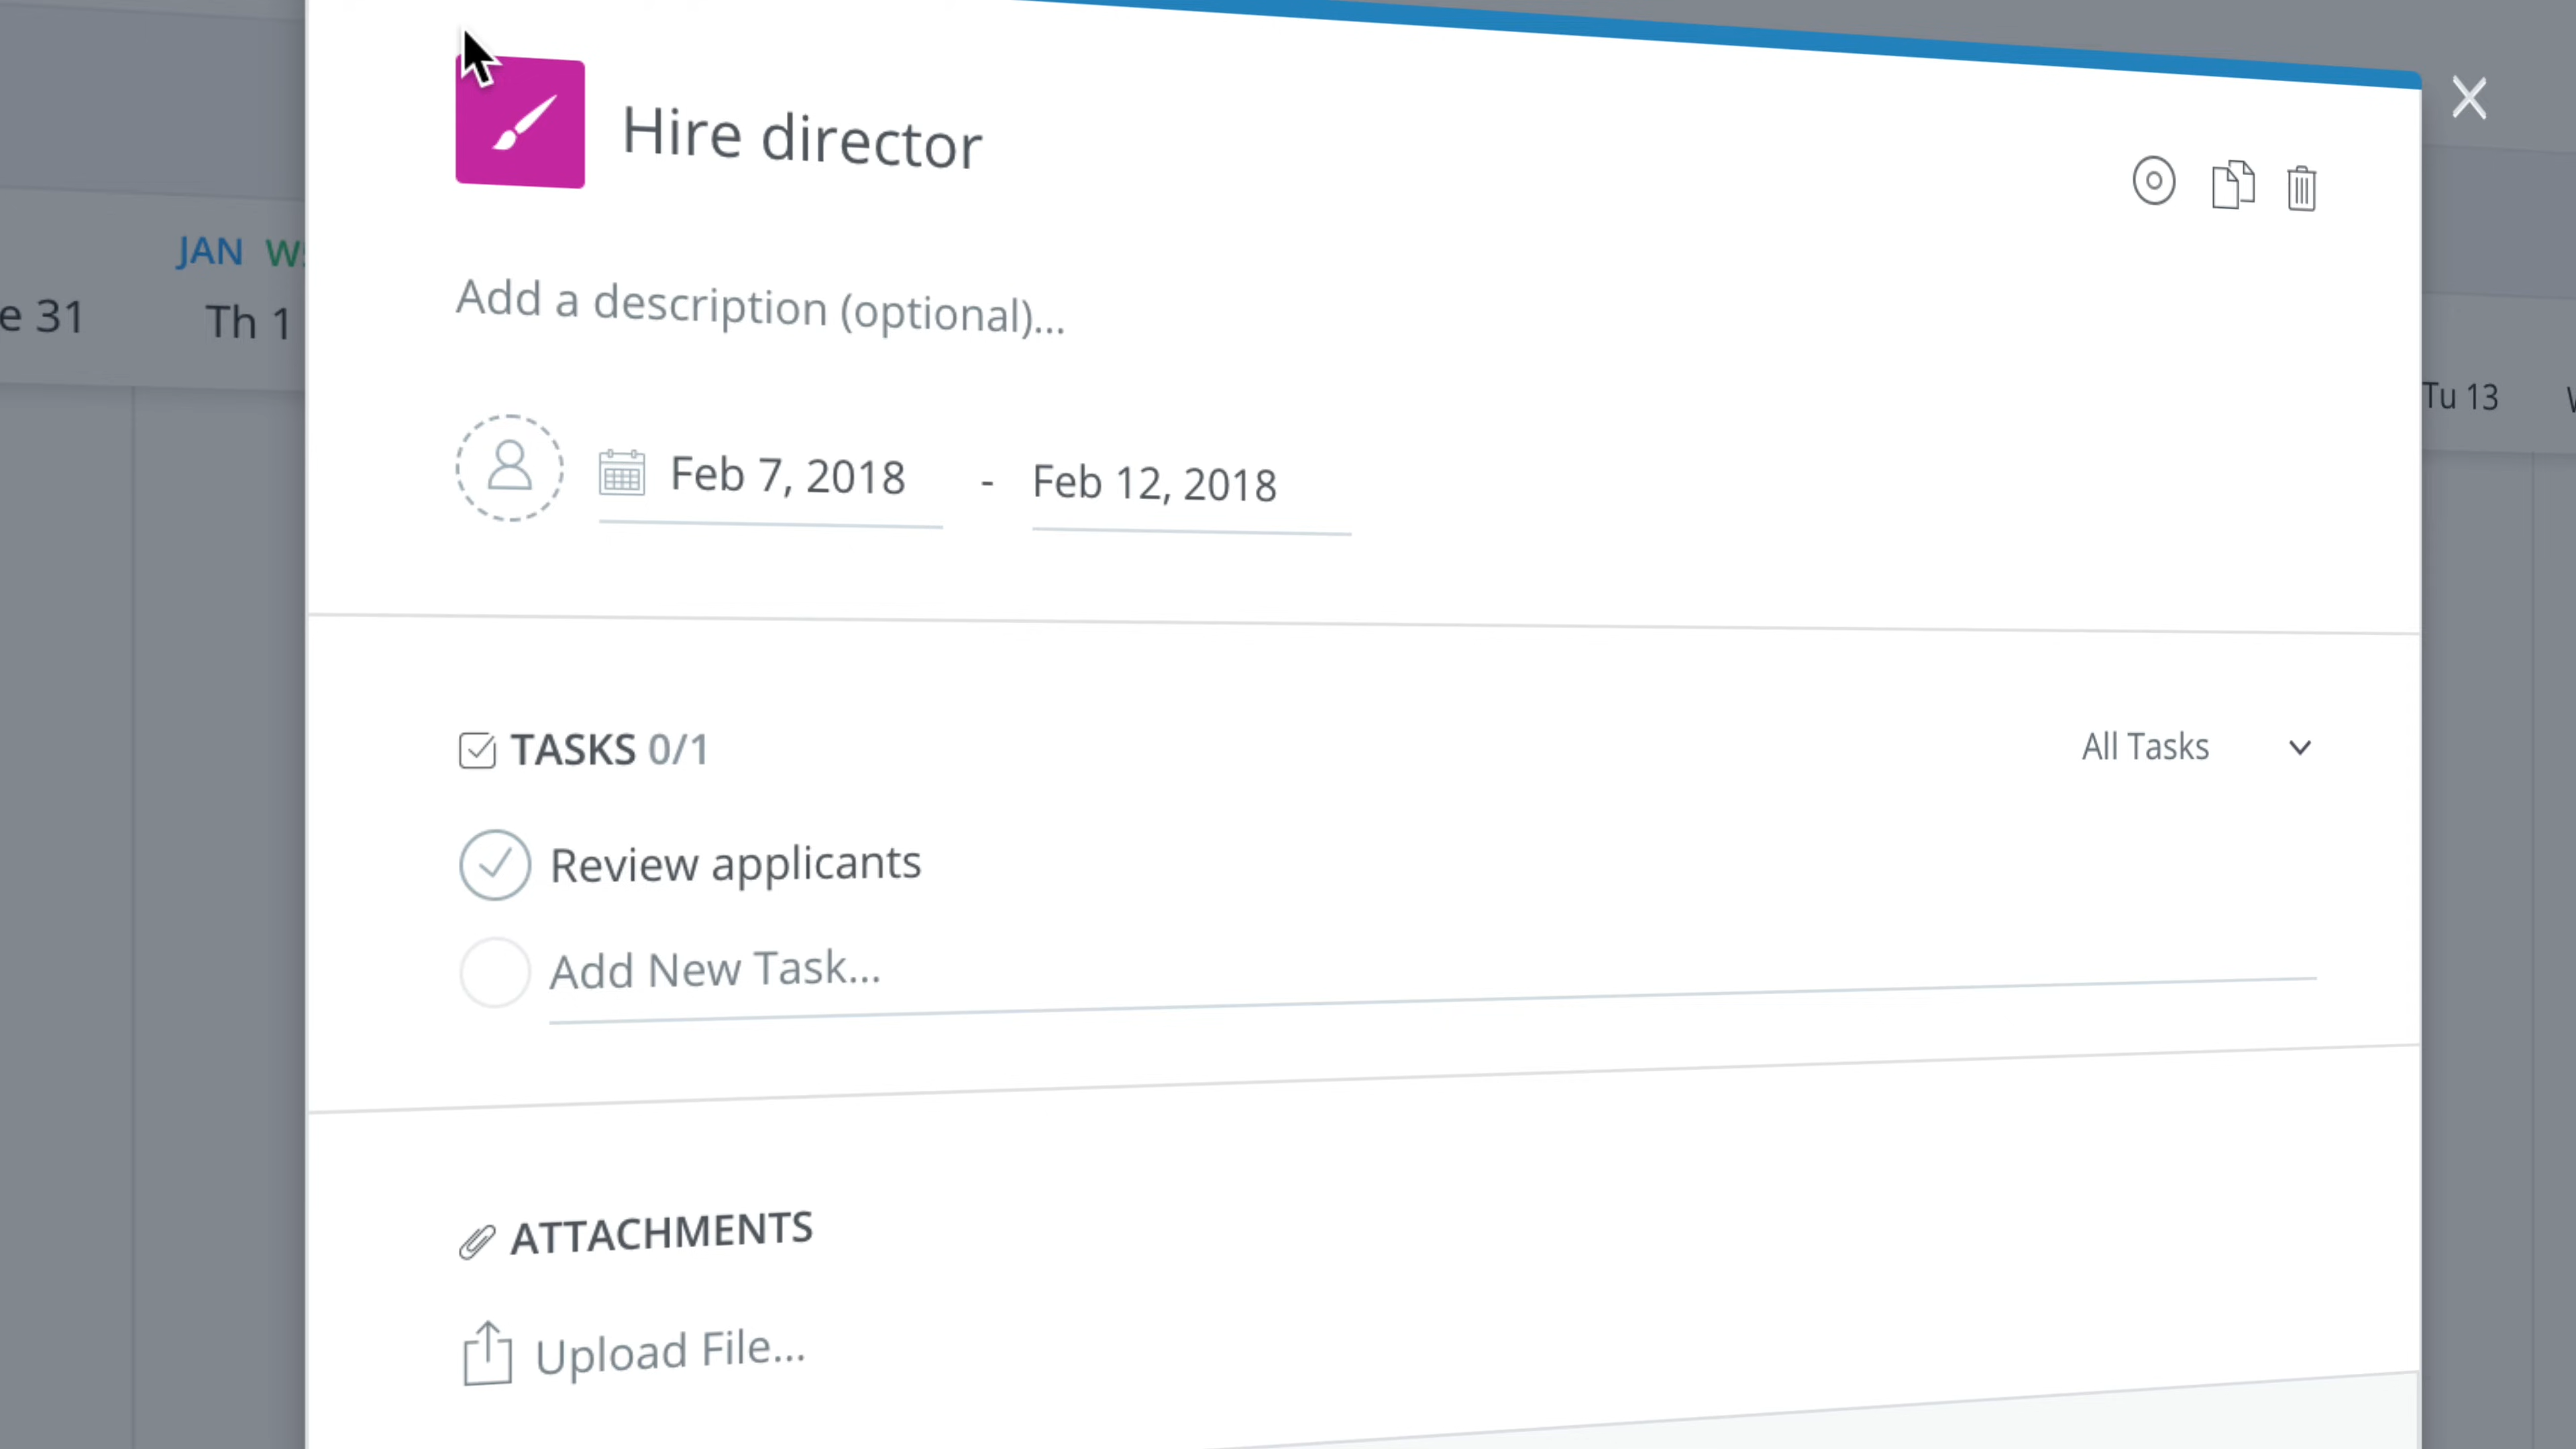 Hire director
JAN
e 31
Th 1
Add a description (optional)...
Tu 13
Feb 7, 2018 - Feb 12, 2018
TASKS 0/1
All Tasks
Review applicants
Add New Task...
ATTACHMENTS
Upload File...